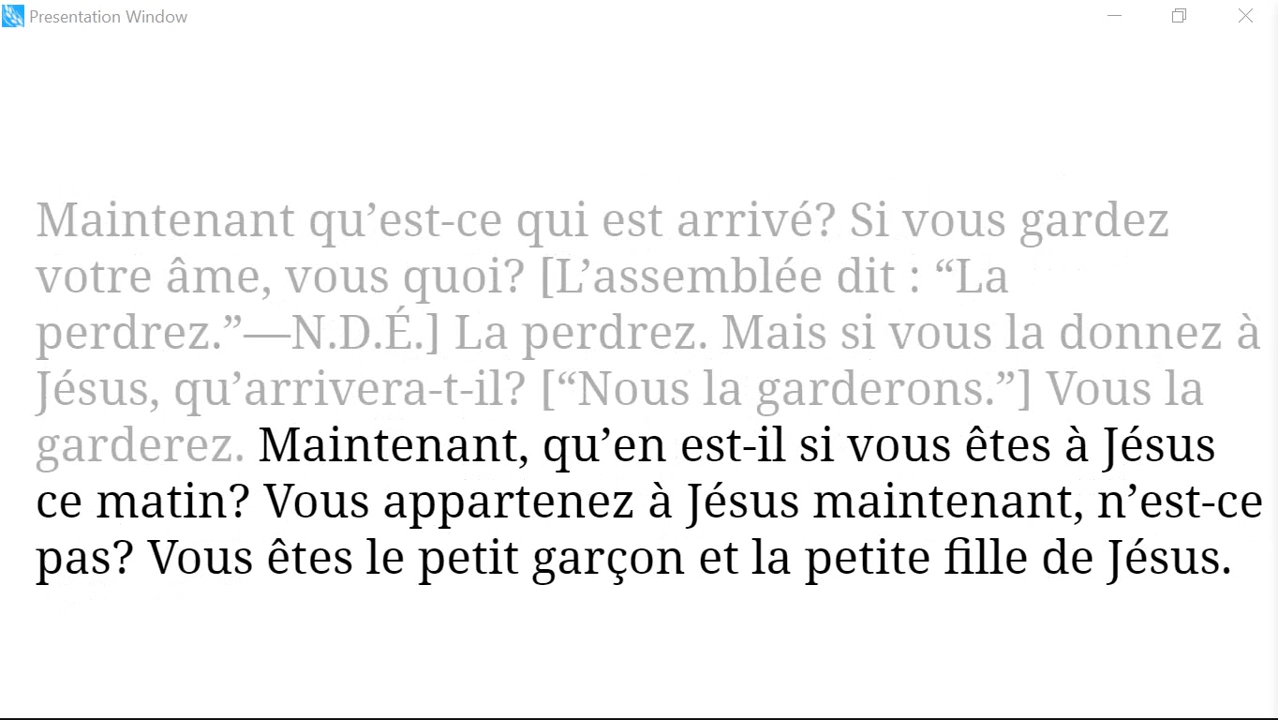 Presentation Window
Maintenant qu’est-ce qui est arrivé? Si vous gardez
votre âme, vous quoi? [L’assemblée dit : “La
perdrez.”—N.D.É.] La perdrez. Mais si vous la donnez à
Jésus, qu’arrivera-t-il? [“Nous la garderons.”] Vous la
garderez. Maintenant, qu’en est-il si vous êtes à Jésus
ce matin? Vous appartenez à Jésus maintenant, n’est-ce
pas? Vous êtes le petit garçon et la petite fille de Jésus.